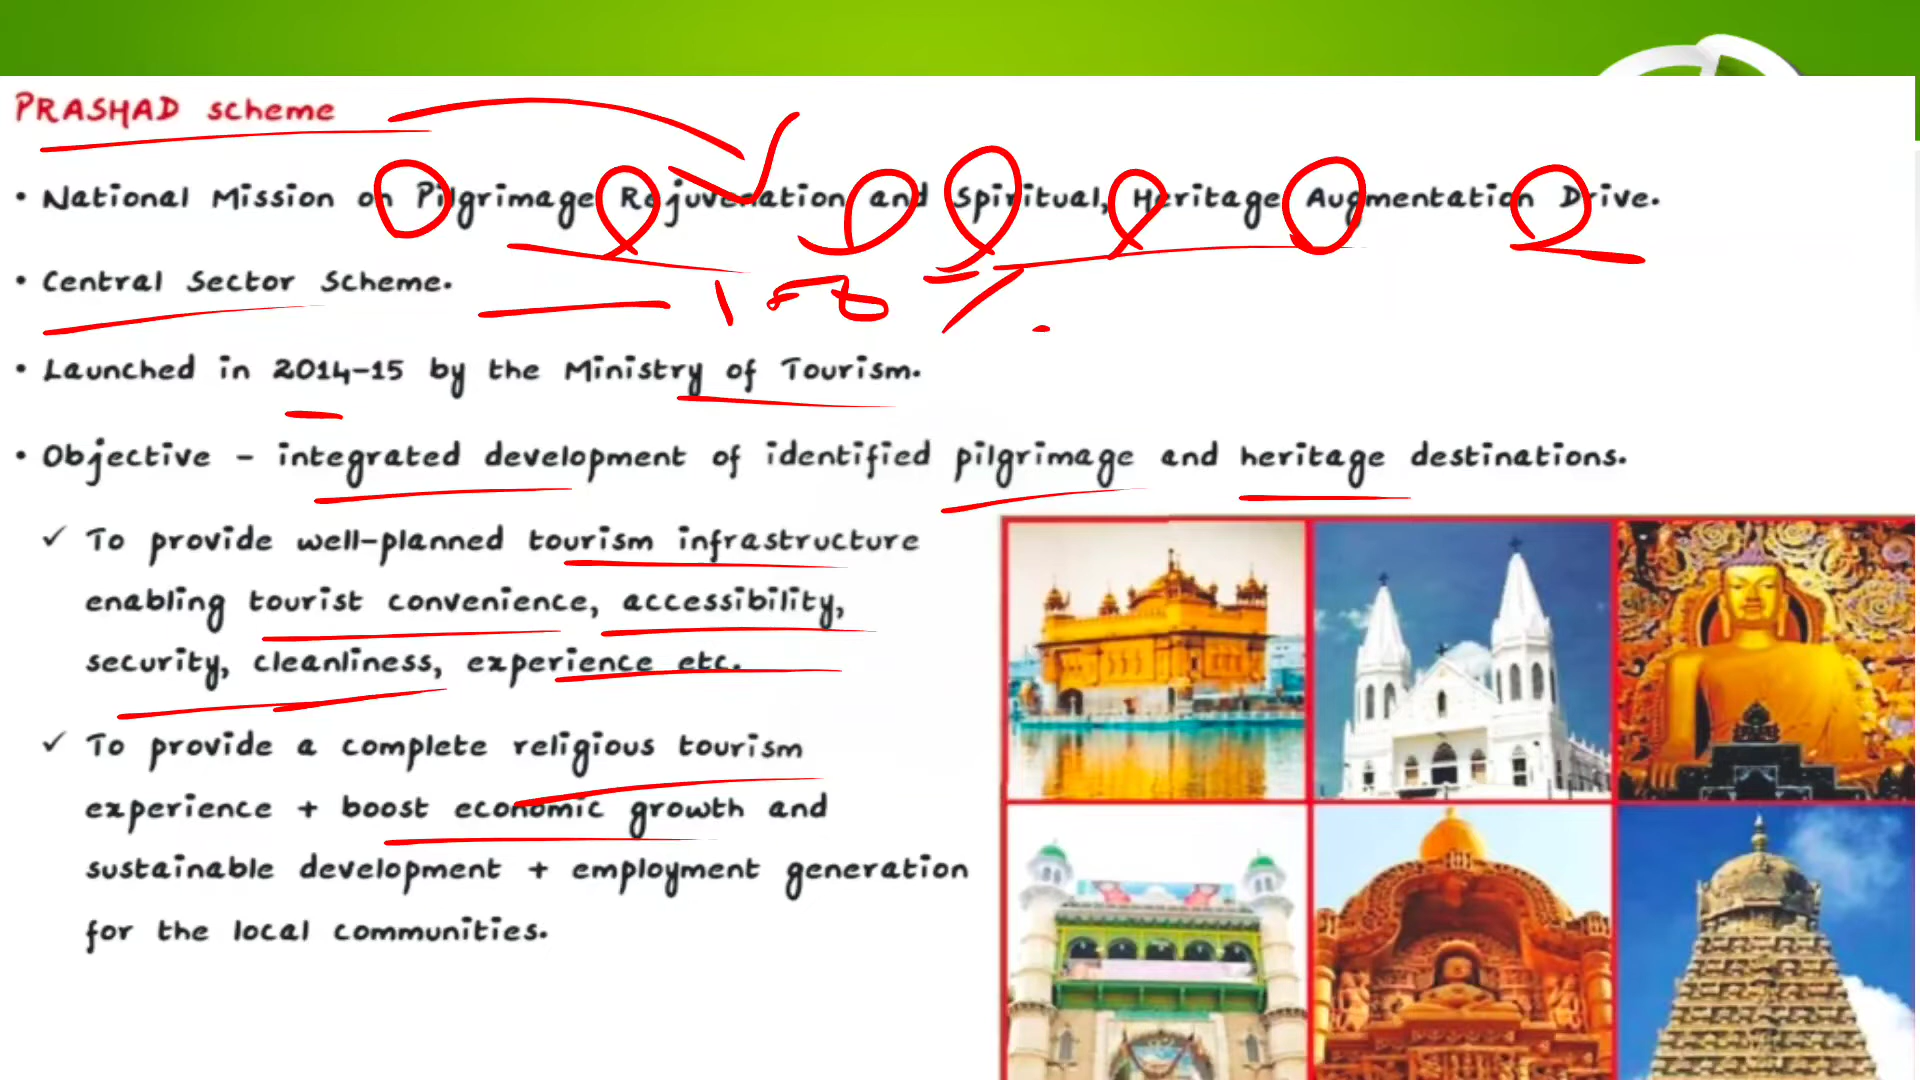 PRASHAD scheme
• National Mission on Pilgrimage Rejuvenation and Spiritual, Heritage Augmentation Drive.
• Central Sector Scheme.
• Launched in 2014-15 by the Ministry of Tourism.
• Objective - integrated development of identified pilgrimage and heritage destinations.
✓ To provide well-planned tourism infrastructure
enabling tourist convenience, accessibility,
security, cleanliness, experience etc.
✓ To provide a complete religious tourism
experience + boost economic growth and
sustainable development + employment generation
for the local communities.